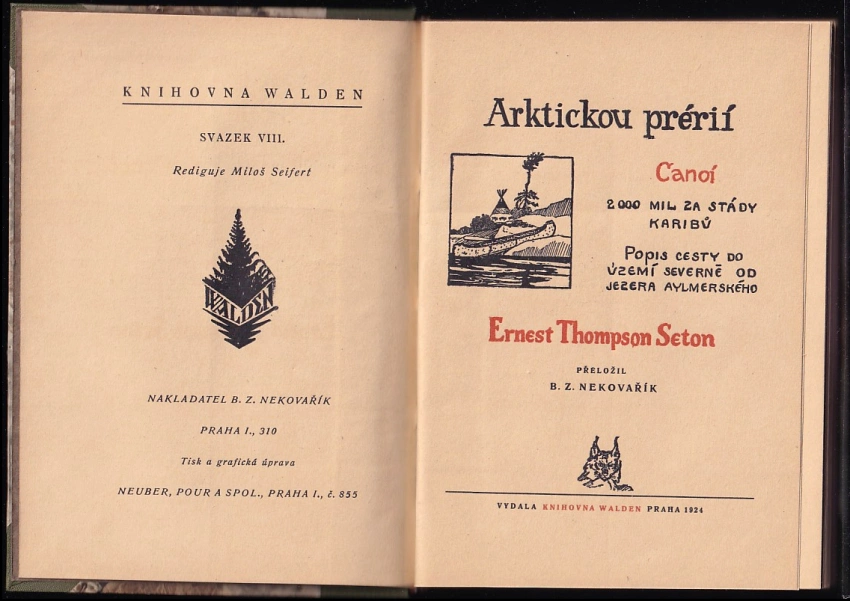 KNIHOVNA WALDEN
SVAZEK VIII.
Rediguje Miloš Seifert
WALDEN
NAKLADATEL B. Z. NEKOVAŘÍK
PRAHA I., 310
Tisk a grafická úprava
NEUBER, POUR A SPOL., PRAHA I., č. 855
Arktickou prérií
Canoí
2000 MIL ZA STÁDY
KARIBŮ
POPIS CESTY DO
ÚZEMÍ SEVERNĚ OD
JEZERA AYLMERSKÉHO
Ernest Thompson Seton
PŘELOŽIL
B. Z. NEKOVAŘÍK
VYDALA KNIHOVNA WALDEN PRAHA 1924